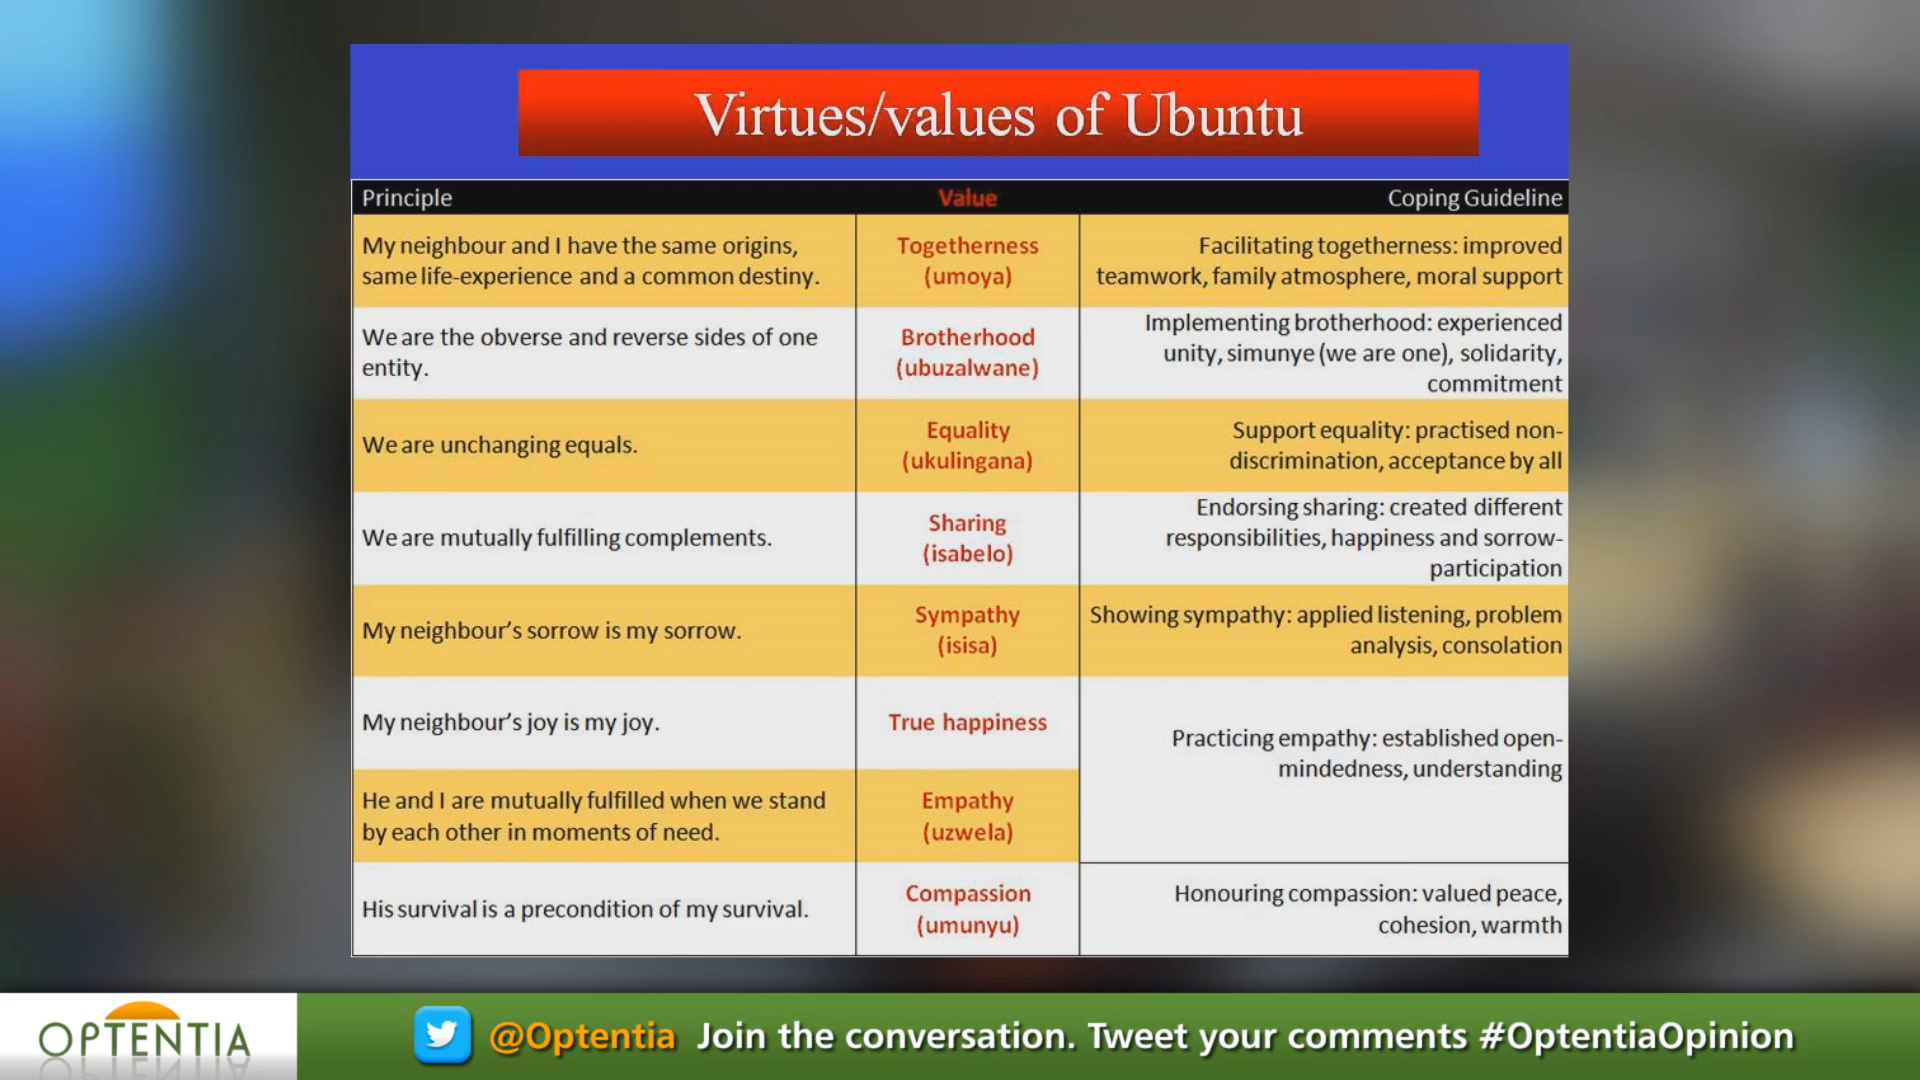 Virtues/values of Ubuntu
Principle Value Coping Guideline
My neighbour and I have the same origins,
same life-experience and a common destiny.
Togetherness
(umoya)
Facilitating togetherness: improved
teamwork, family atmosphere, moral support
We are the obverse and reverse sides of one
entity.
Brotherhood
(ubuzalwane)
Implementing brotherhood: experienced
unity, simunye (we are one), solidarity,
commitment
We are unchanging equals.
Equality
(ukulingana)
Support equality: practised non-
discrimination, acceptance by all
We are mutually fulfilling complements.
Sharing
(isabelo)
Endorsing sharing: created different
responsibilities, happiness and sorrow-
participation
My neighbour's sorrow is my sorrow.
Sympathy
(isisa)
Showing sympathy: applied listening, problem
analysis, consolation
My neighbour's joy is my joy.
True happiness
Practicing empathy: established open-
mindedness, understanding
He and I are mutually fulfilled when we stand
by each other in moments of need.
Empathy
(uzwela)
His survival is a precondition of my survival.
Compassion
(umunyu)
Honouring compassion: valued peace,
cohesion, warmth
OPTENTIA
@Optentia Join the conversation. Tweet your comments #OptentiaOpinion